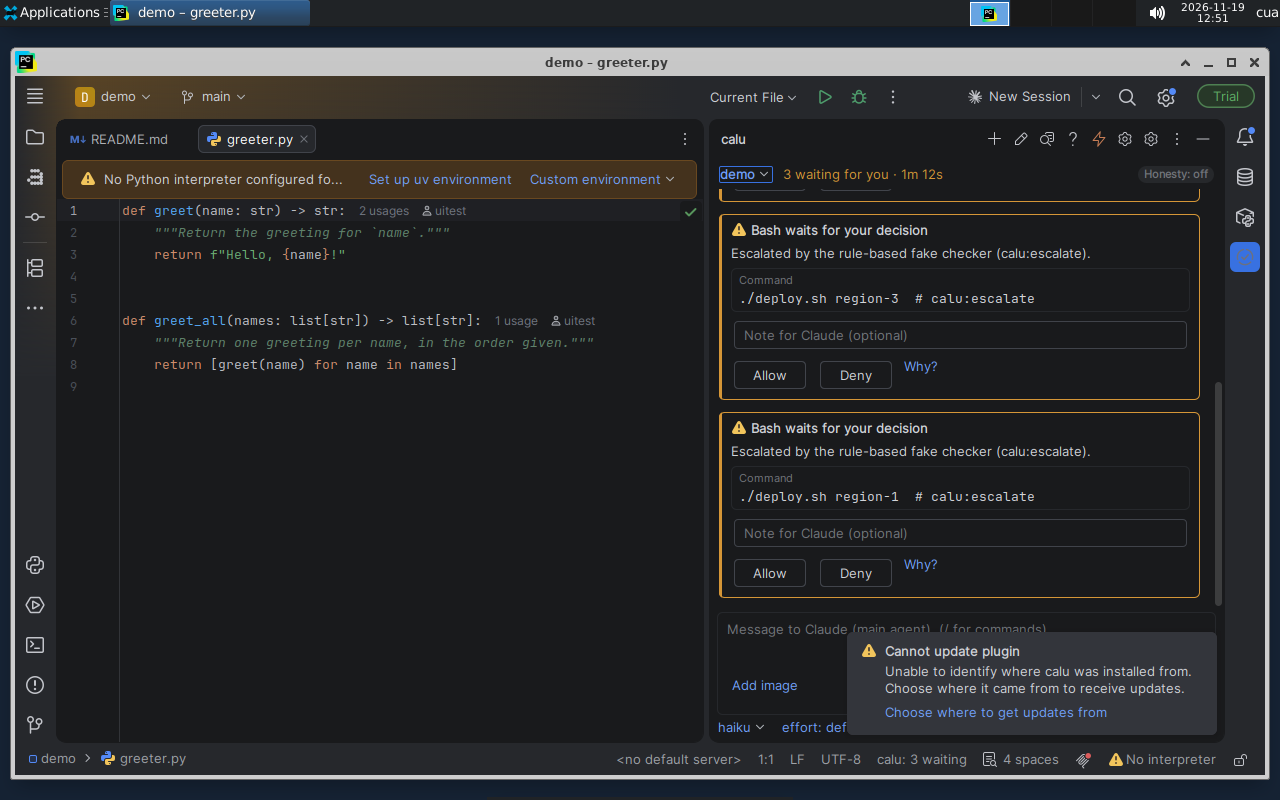 Applications
demo – greeter.py
2026-11-19
12:51
cua
demo – greeter.py
D demo
main
Current File
New Session
Trial
README.md
greeter.py
No Python interpreter configured fo...
Set up uv environment
Custom environment
1 def greet(name: str) -> str: 2 usages uitest
2 """Return the greeting for `name`."""
3 return f"Hello, {name}!"
4
5
6 def greet_all(names: list[str]) -> list[str]: 1 usage uitest
7 """Return one greeting per name, in the order given."""
8 return [greet(name) for name in names]
9
calu
demo
3 waiting for you · 1m 12s
Honesty: off
Bash waits for your decision
Escalated by the rule-based fake checker (calu:escalate).
Command
./deploy.sh region-3  # calu:escalate
Note for Claude (optional)
Allow
Deny
Why?
Bash waits for your decision
Escalated by the rule-based fake checker (calu:escalate).
Command
./deploy.sh region-1  # calu:escalate
Note for Claude (optional)
Allow
Deny
Why?
Message to Claude (main agent) (/ for commands)
Add image
haiku
effort: def
Cannot update plugin
Unable to identify where calu was installed from.
Choose where it came from to receive updates.
Choose where to get updates from
demo
greeter.py
<no default server>
1:1
LF
UTF-8
calu: 3 waiting
4 spaces
No interpreter